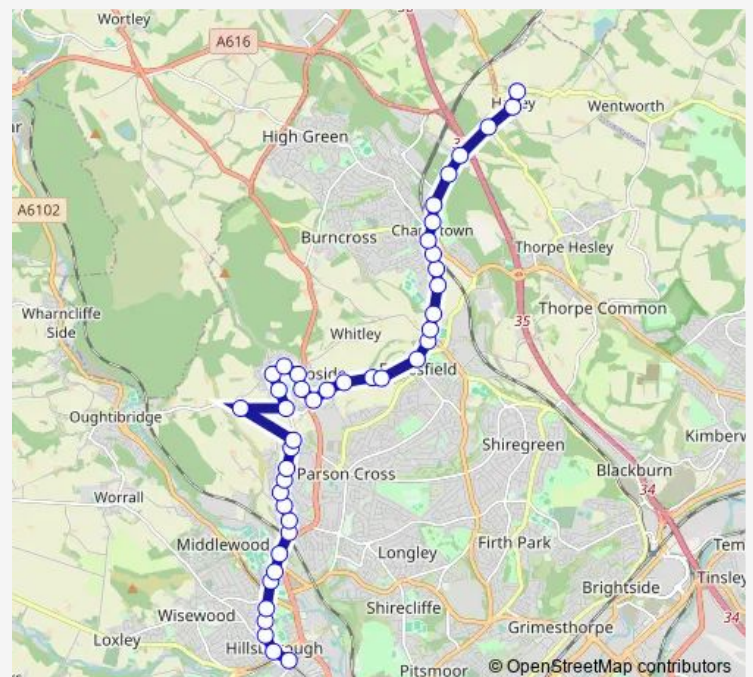 Wortley
A616
High Green
Wentworth
A6102
Burncross
Thorpe Hesley
Thorpe Common
Wharncliffe
Side
35
Whitley
Oughtibridge
Shiregreen
Parson Cross
Blackburn
34
Worrall
Middlewood
Longley
Firth Park
Brightside
Tinsley
Wisewood
Shirecliffe
Grimesthorpe
34
Loxley
Pitsmoor
© OpenStreetMap contributors